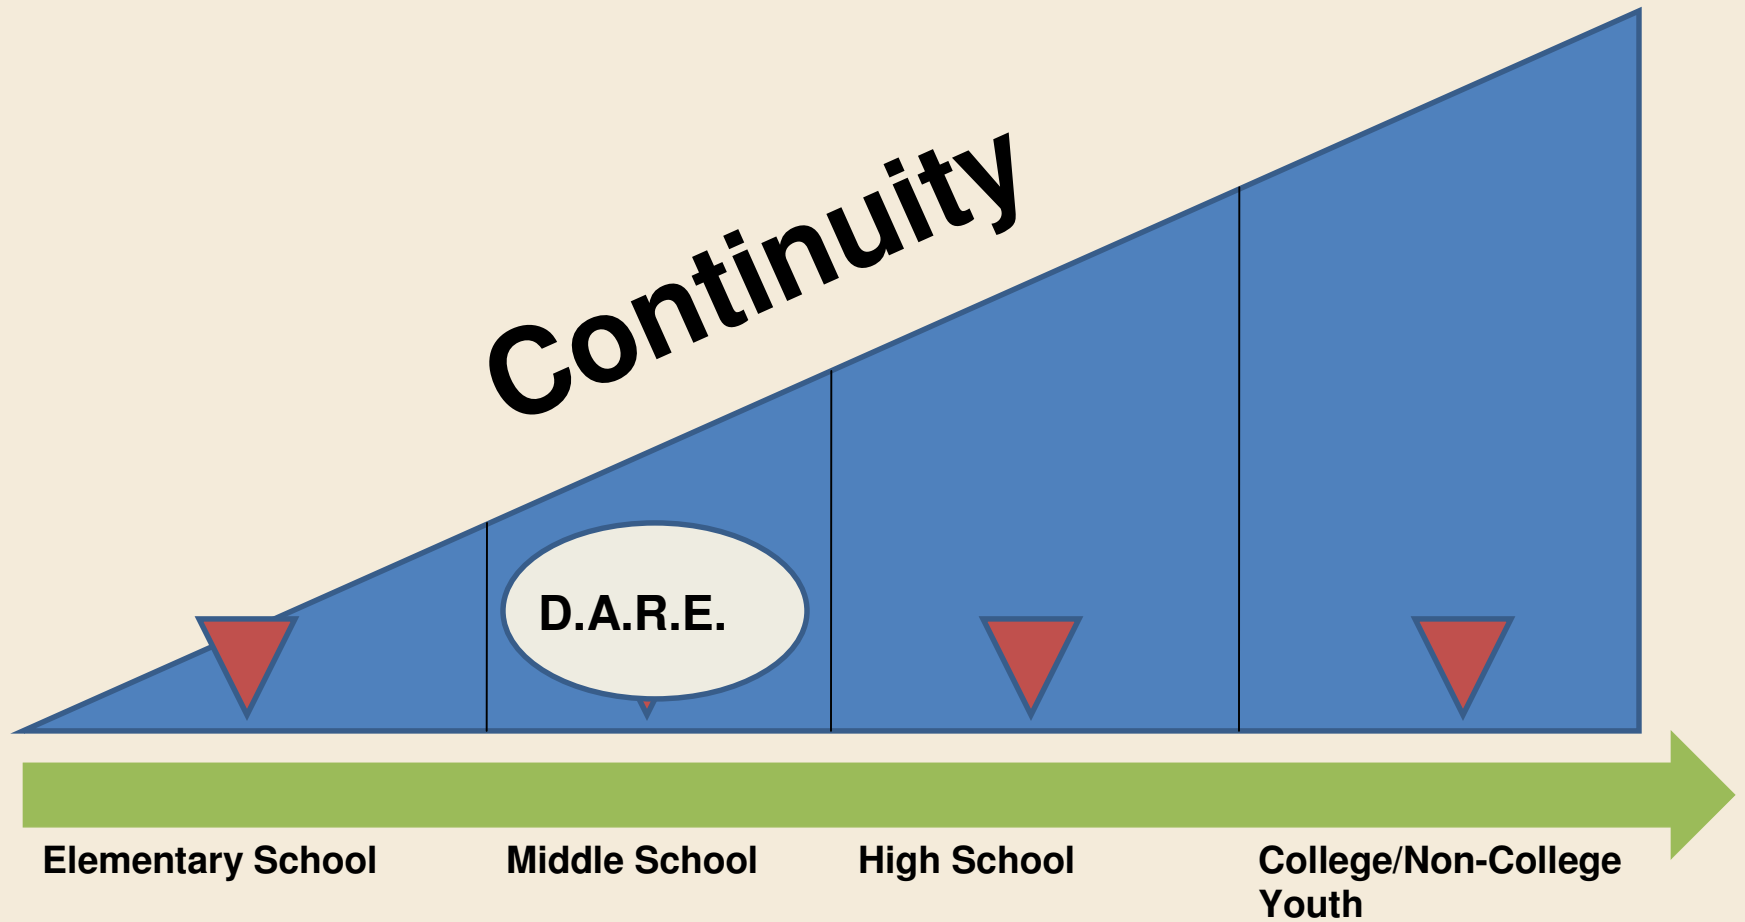 Continuity
D.A.R.E.
Elementary School
Middle School
High School
College/Non-College
Youth